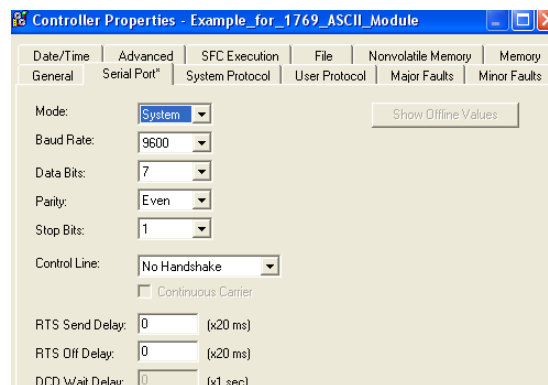 Controller Properties - Example_for_1769_ASCII_Module
Date/Time Advanced SFC Execution File Nonvolatile Memory Memory
General Serial Port* System Protocol User Protocol Major Faults Minor Faults
Mode: System Show Offline Values
Baud Rate: 9600
Data Bits: 7
Parity: Even
Stop Bits: 1
Control Line: No Handshake
Continuous Carrier
RTS Send Delay: 0 (x20 ms)
RTS Off Delay: 0 (x20 ms)
DCD Wait Delay: 0 (x1 sec)